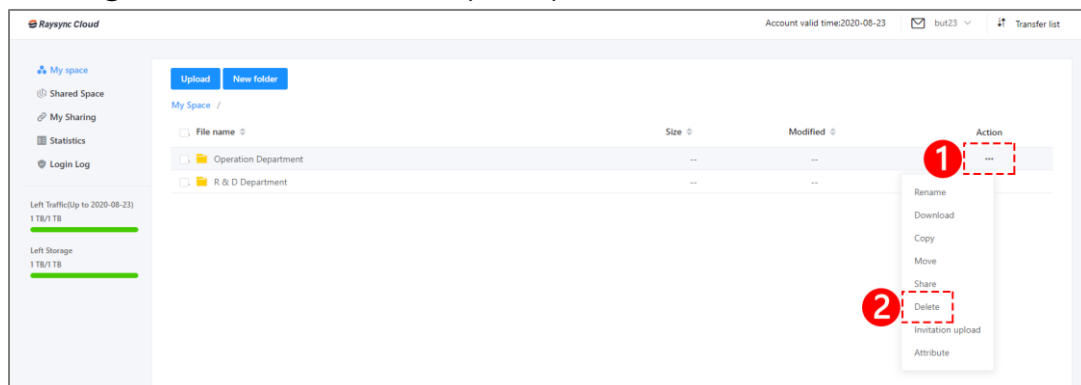 Raysync Cloud
Account valid time:2020-08-23
but23
Transfer list
My space
Shared Space
My Sharing
Statistics
Login Log
Left Traffic(Up to 2020-08-23)
1 TB/1 TB
Left Storage
1 TB/1 TB
Upload
New folder
My Space /
File name
Size
Modified
Action
Operation Department
--
--
1
...
R & D Department
--
--
Rename
Download
Copy
Move
Share
2
Delete
Invitation upload
Attribute